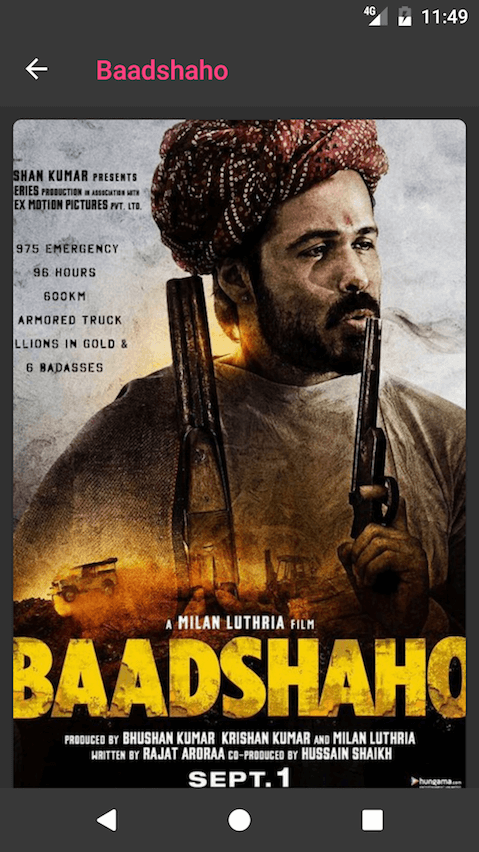 4G
11:49
Baadshaho
SHAN KUMAR PRESENTS
ERIES PRODUCTION IN ASSOCIATION WITH
EX MOTION PICTURES PVT. LTD.
975 EMERGENCY
96 HOURS
600KM
ARMORED TRUCK
LLIONS IN GOLD &
6 BADASSES
A MILAN LUTHRIA FILM
BAADSHAHO
PRODUCED BY BHUSHAN KUMAR KRISHAN KUMAR AND MILAN LUTHRIA
WRITTEN BY RAJAT ARORAA CO-PRODUCED BY HUSSAIN SHAIKH
SEPT.1
hungama.com